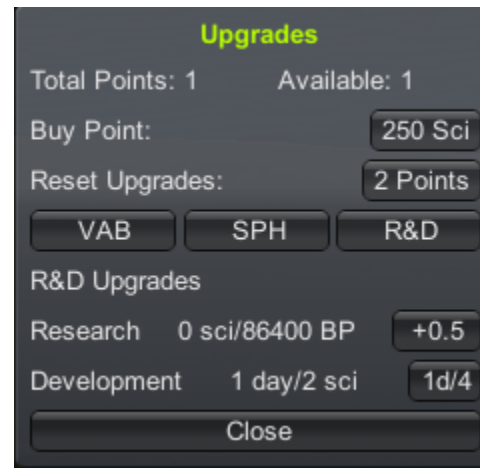 Upgrades
Total Points: 1 Available: 1
Buy Point: 250 Sci
Reset Upgrades: 2 Points
VAB SPH R&D
R&D Upgrades
Research 0 sci/86400 BP +0.5
Development 1 day/2 sci 1d/4
Close